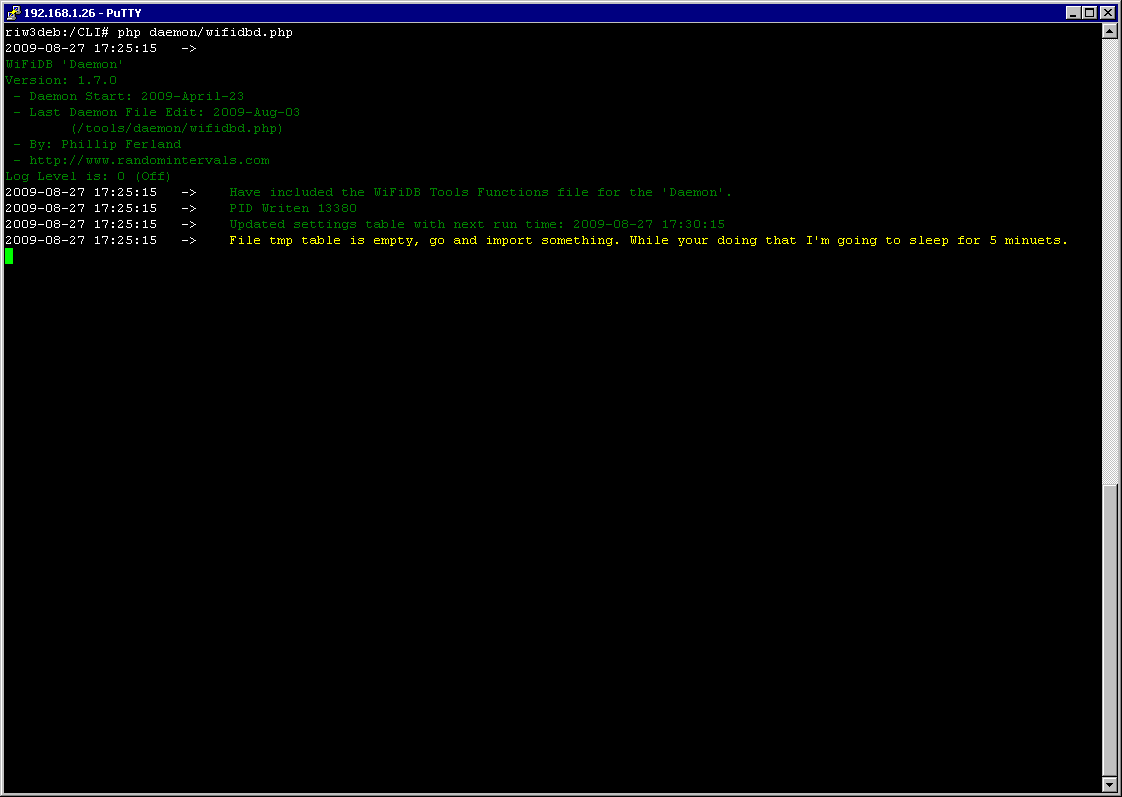 192.168.1.26 - PuTTY
riw3deb:/CLI# php daemon/wifidbd.php
2009-08-27 17:25:15   ->
WiFiDB 'Daemon'
Version: 1.7.0
 - Daemon Start: 2009-April-23
 - Last Daemon File Edit: 2009-Aug-03
        (/tools/daemon/wifidbd.php)
 - By: Phillip Ferland
 - http://www.randomintervals.com
Log Level is: 0 (Off)
2009-08-27 17:25:15   ->    Have included the WiFiDB Tools Functions file for the 'Daemon'.
2009-08-27 17:25:15   ->    PID Writen 13380
2009-08-27 17:25:15   ->    Updated settings table with next run time: 2009-08-27 17:30:15
2009-08-27 17:25:15   ->    File tmp table is empty, go and import something. While your doing that I'm going to sleep for 5 minuets.